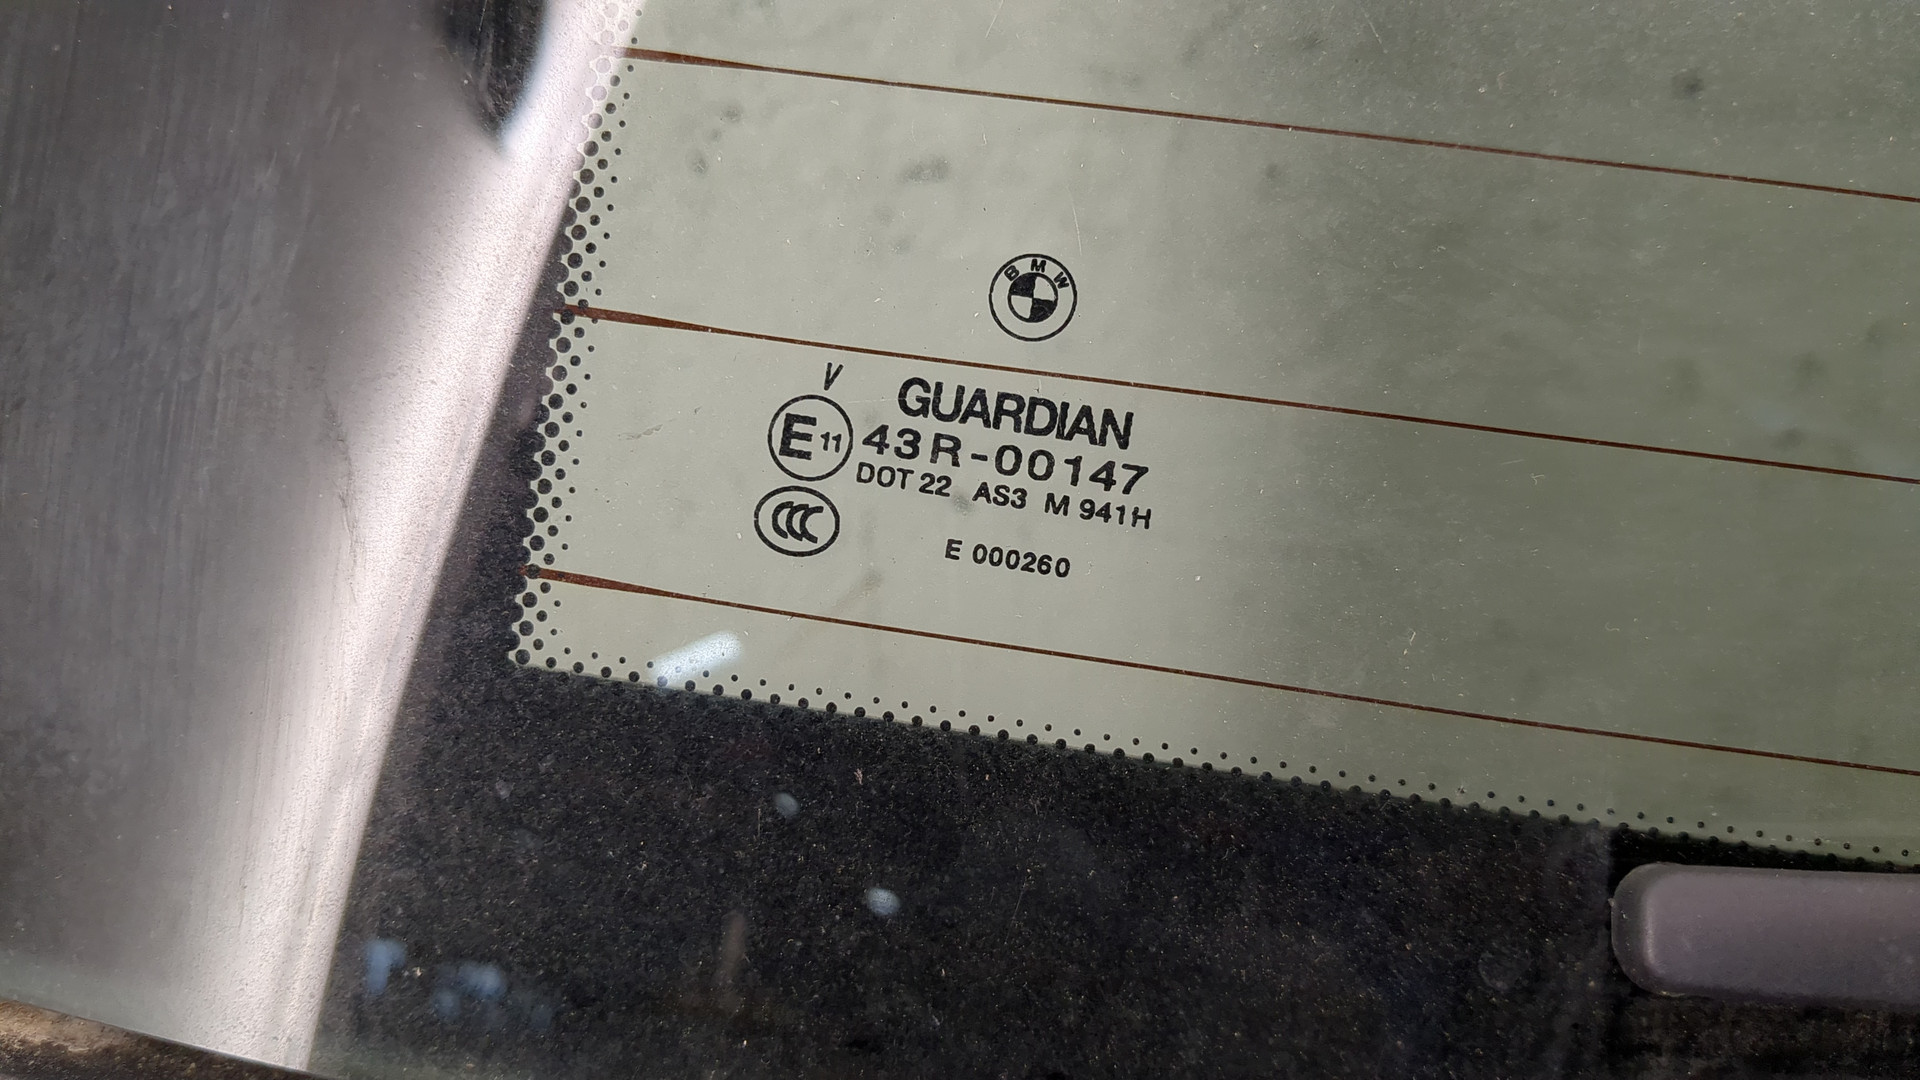 BMW
V
GUARDIAN
E 11 43R-00147
DOT 22 AS3 M 941H
CCC
E 000260